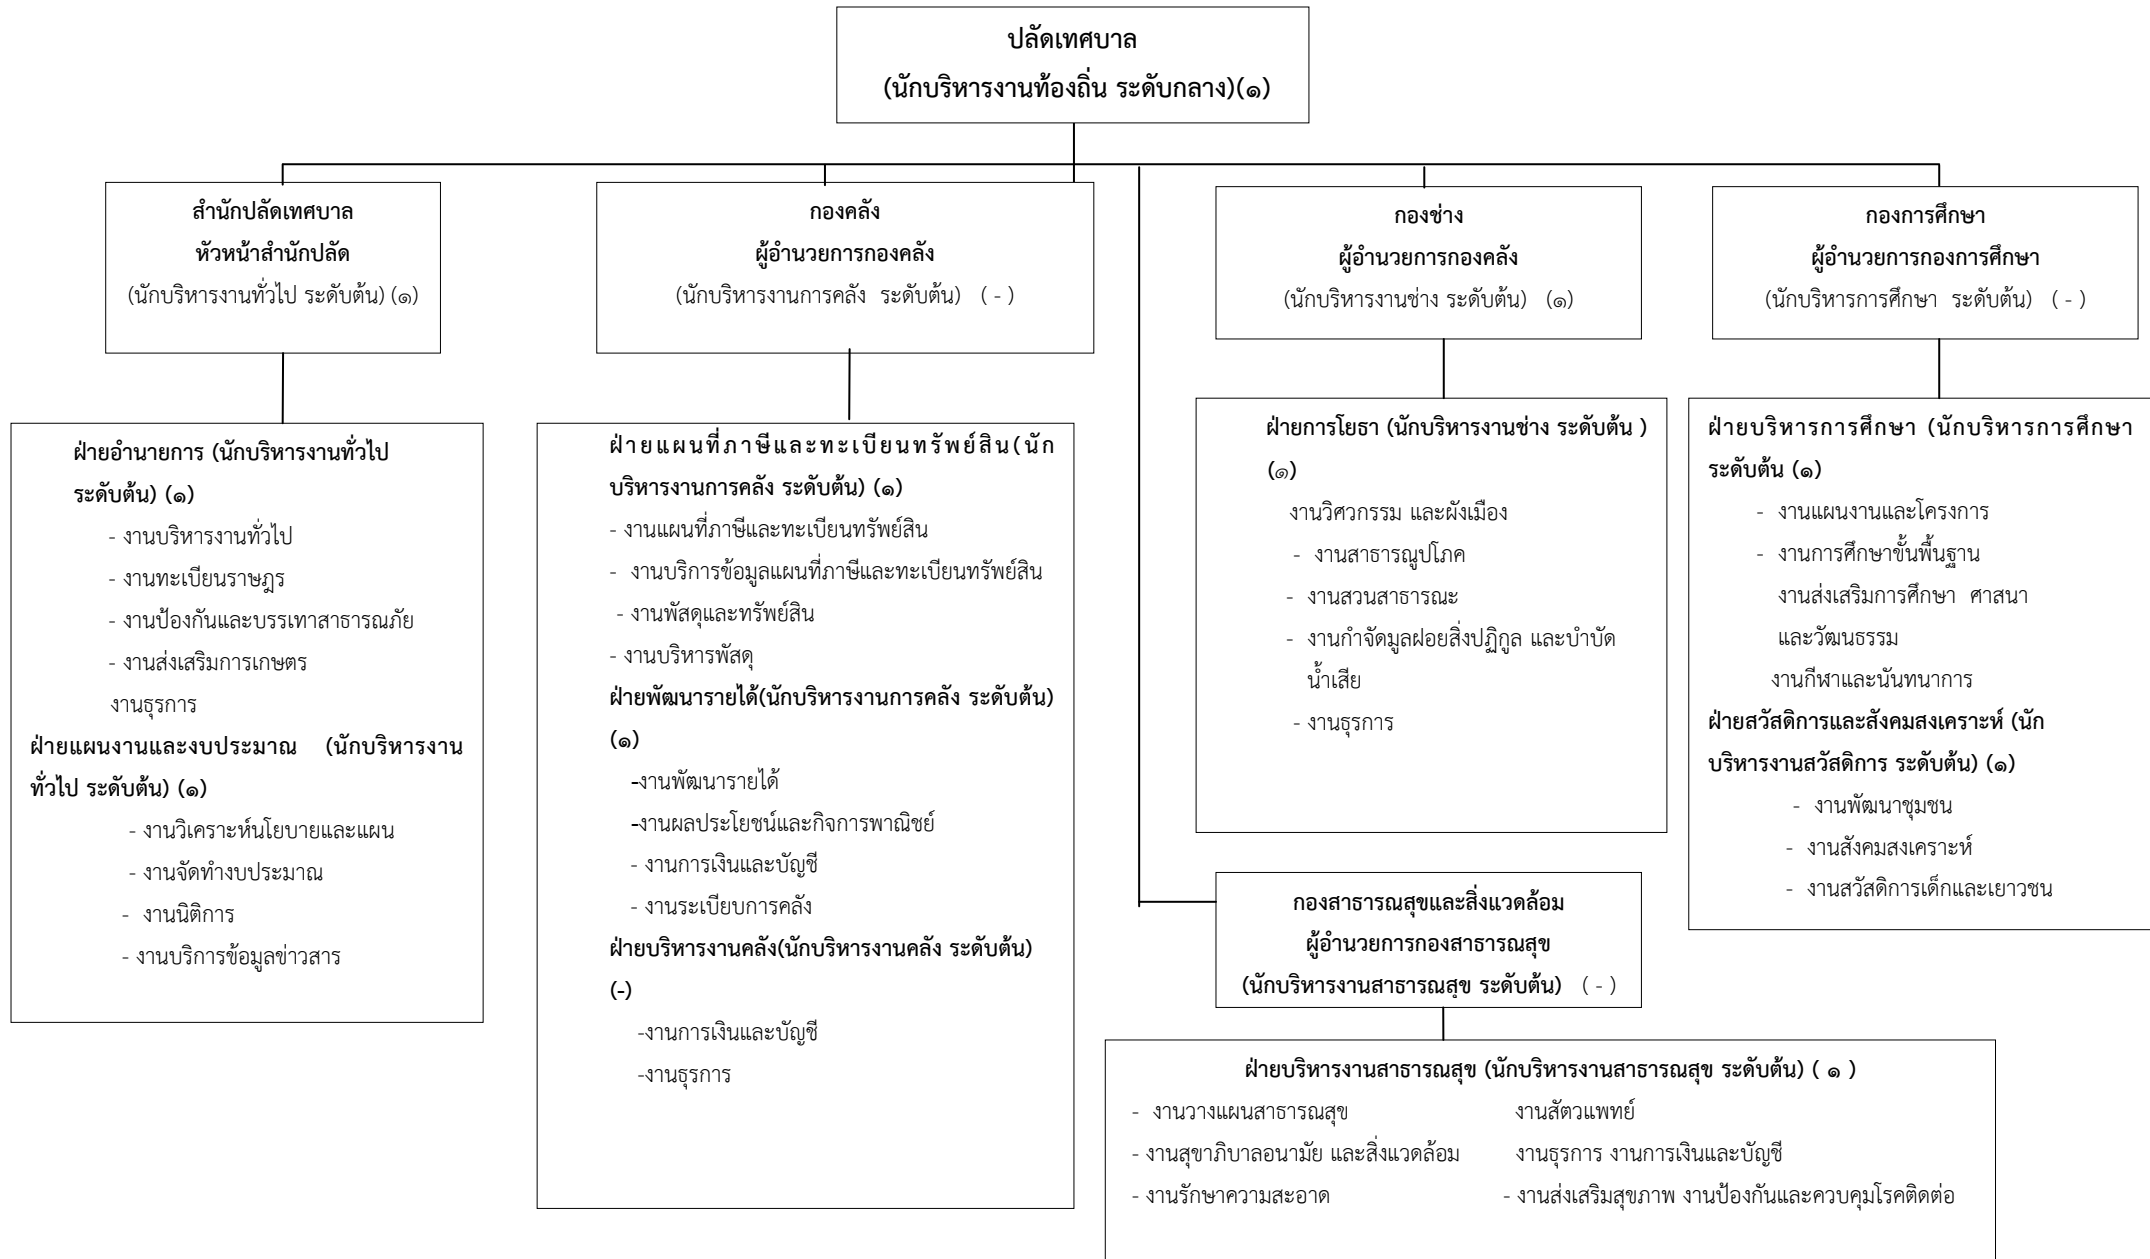 ปลัดเทศบาล
(นักบริหารงานท้องถิ่น ระดับกลาง)(๑)
สำนักปลัดเทศบาล
หัวหน้าสำนักปลัด
(นักบริหารงานทั่วไป ระดับต้น) (๑)
กองคลัง
ผู้อำนวยการกองคลัง
(นักบริหารงานการคลัง ระดับต้น) ( - )
กองช่าง
ผู้อำนวยการกองคลัง
(นักบริหารงานช่าง ระดับต้น) (๑)
กองการศึกษา
ผู้อำนวยการกองการศึกษา
(นักบริหารการศึกษา ระดับต้น) ( - )
ฝ่ายอำนายการ (นักบริหารงานทั่วไป
ระดับต้น) (๑)
- งานบริหารงานทั่วไป
- งานทะเบียนราษฎร
- งานป้องกันและบรรเทาสาธารณภัย
- งานส่งเสริมการเกษตร
งานธุรการ
ฝ่ายแผนงานและงบประมาณ (นักบริหารงาน
ทั่วไป ระดับต้น) (๑)
- งานวิเคราะห์นโยบายและแผน
- งานจัดทำงบประมาณ
- งานนิติการ
- งานบริการข้อมูลข่าวสาร
ฝ่ายแผนที่ภาษีและทะเบียนทรัพย์สิน(นัก
บริหารงานการคลัง ระดับต้น) (๑)
- งานแผนที่ภาษีและทะเบียนทรัพย์สิน
- งานบริการข้อมูลแผนที่ภาษีและทะเบียนทรัพย์สิน
- งานพัสดุและทรัพย์สิน
- งานบริหารพัสดุ
ฝ่ายพัฒนารายได้(นักบริหารงานการคลัง ระดับต้น)
(๑)
-งานพัฒนารายได้
-งานผลประโยชน์และกิจการพาณิชย์
- งานการเงินและบัญชี
- งานระเบียบการคลัง
ฝ่ายบริหารงานคลัง(นักบริหารงานคลัง ระดับต้น)
(-)
-งานการเงินและบัญชี
-งานธุรการ
ฝ่ายการโยธา (นักบริหารงานช่าง ระดับต้น )
(๑)
งานวิศวกรรม และผังเมือง
- งานสาธารณูปโภค
- งานสวนสาธารณะ
- งานกำจัดมูลฝอยสิ่งปฏิกูล และบำบัด
น้ำเสีย
- งานธุรการ
ฝ่ายบริหารการศึกษา (นักบริหารการศึกษา
ระดับต้น (๑)
- งานแผนงานและโครงการ
- งานการศึกษาขั้นพื้นฐาน
งานส่งเสริมการศึกษา ศาสนา
และวัฒนธรรม
งานกีฬาและนันทนาการ
ฝ่ายสวัสดิการและสังคมสงเคราะห์ (นัก
บริหารงานสวัสดิการ ระดับต้น) (๑)
- งานพัฒนาชุมชน
- งานสังคมสงเคราะห์
- งานสวัสดิการเด็กและเยาวชน
กองสาธารณสุขและสิ่งแวดล้อม
ผู้อำนวยการกองสาธารณสุข
(นักบริหารงานสาธารณสุข ระดับต้น) ( - )
ฝ่ายบริหารงานสาธารณสุข (นักบริหารงานสาธารณสุข ระดับต้น) ( ๑ )
- งานวางแผนสาธารณสุข งานสัตวแพทย์
- งานสุขาภิบาลอนามัย และสิ่งแวดล้อม งานธุรการ งานการเงินและบัญชี
- งานรักษาความสะอาด - งานส่งเสริมสุขภาพ งานป้องกันและควบคุมโรคติดต่อ